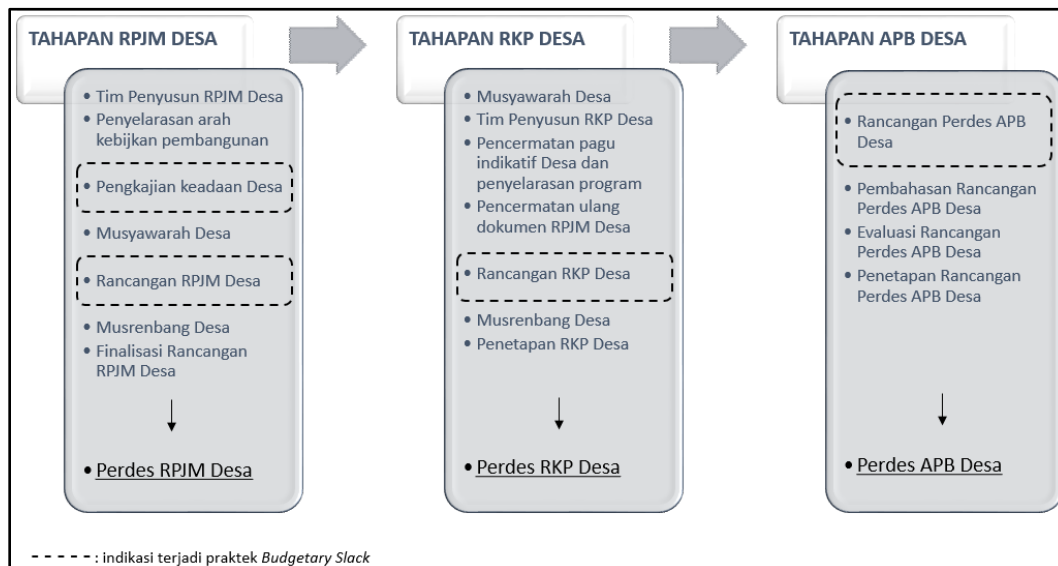 TAHAPAN RPJM DESA
• Tim Penyusun RPJM Desa
• Penyelarasan arah
kebijkan pembangunan
• Pengkajian keadaan Desa
• Musyawarah Desa
• Rancangan RPJM Desa
• Musrenbang Desa
• Finalisasi Rancangan
RPJM Desa
• Perdes RPJM Desa
TAHAPAN RKP DESA
• Musyawarah Desa
• Tim Penyusun RKP Desa
• Pencermatan pagu
indikatif Desa dan
penyelarasan program
• Pencermatan ulang
dokumen RPJM Desa
• Rancangan RKP Desa
• Musrenbang Desa
• Penetapan RKP Desa
• Perdes RKP Desa
TAHAPAN APB DESA
• Rancangan Perdes APB
Desa
• Pembahasan Rancangan
Perdes APB Desa
• Evaluasi Rancangan
Perdes APB Desa
• Penetapan Rancangan
Perdes APB Desa
• Perdes APB Desa
- - - - - : indikasi terjadi praktek Budgetary Slack